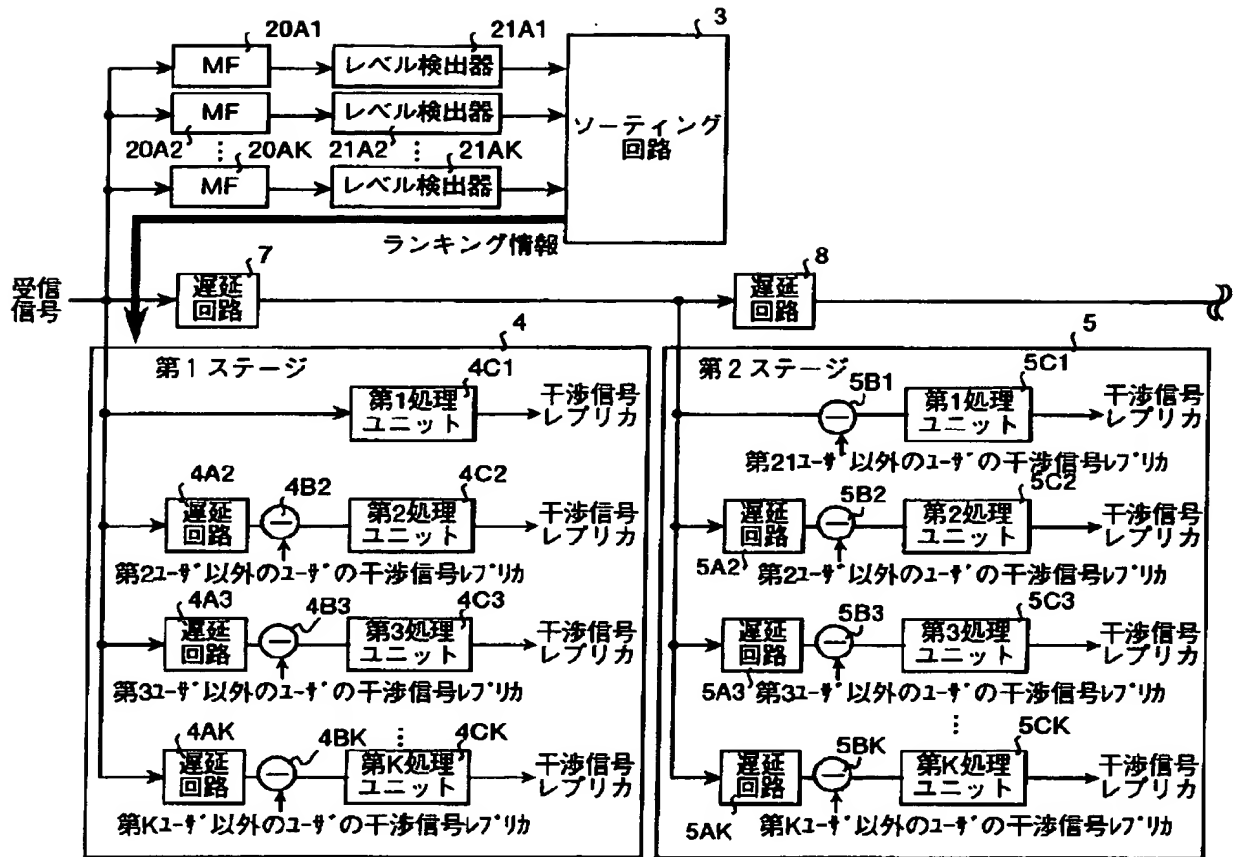 20A1
21A1
3
MF
レベル検出器
MF
レベル検出器
20A2
⋮
20AK
21A2
⋮
21AK
MF
レベル検出器
ソーティング
回路
ランキング情報
受信
信号
7
遅延
回路
8
遅延
回路
4
第1ステージ
4C1
第1処理
ユニット
干渉信号
レプリカ
4A2
遅延
回路
4B2
4C2
第2処理
ユニット
干渉信号
レプリカ
第2ユーザ以外のユーザの干渉信号レプリカ
4A3
遅延
回路
4B3
4C3
第3処理
ユニット
干渉信号
レプリカ
第3ユーザ以外のユーザの干渉信号レプリカ
4AK
遅延
回路
4BK
⋮
4CK
第K処理
ユニット
干渉信号
レプリカ
第Kユーザ以外のユーザの干渉信号レプリカ
5
第2ステージ
5B1
5C1
第1処理
ユニット
干渉信号
レプリカ
第21ユーザ以外のユーザの干渉信号レプリカ
遅延
回路
5A2
5B2
5C2
第2処理
ユニット
干渉信号
レプリカ
第2ユーザ以外のユーザの干渉信号レプリカ
遅延
回路
5A3
5B3
5C3
第3処理
ユニット
干渉信号
レプリカ
第3ユーザ以外のユーザの干渉信号レプリカ
⋮
遅延
回路
5AK
5BK
5CK
第K処理
ユニット
干渉信号
レプリカ
第Kユーザ以外のユーザの干渉信号レプリカ